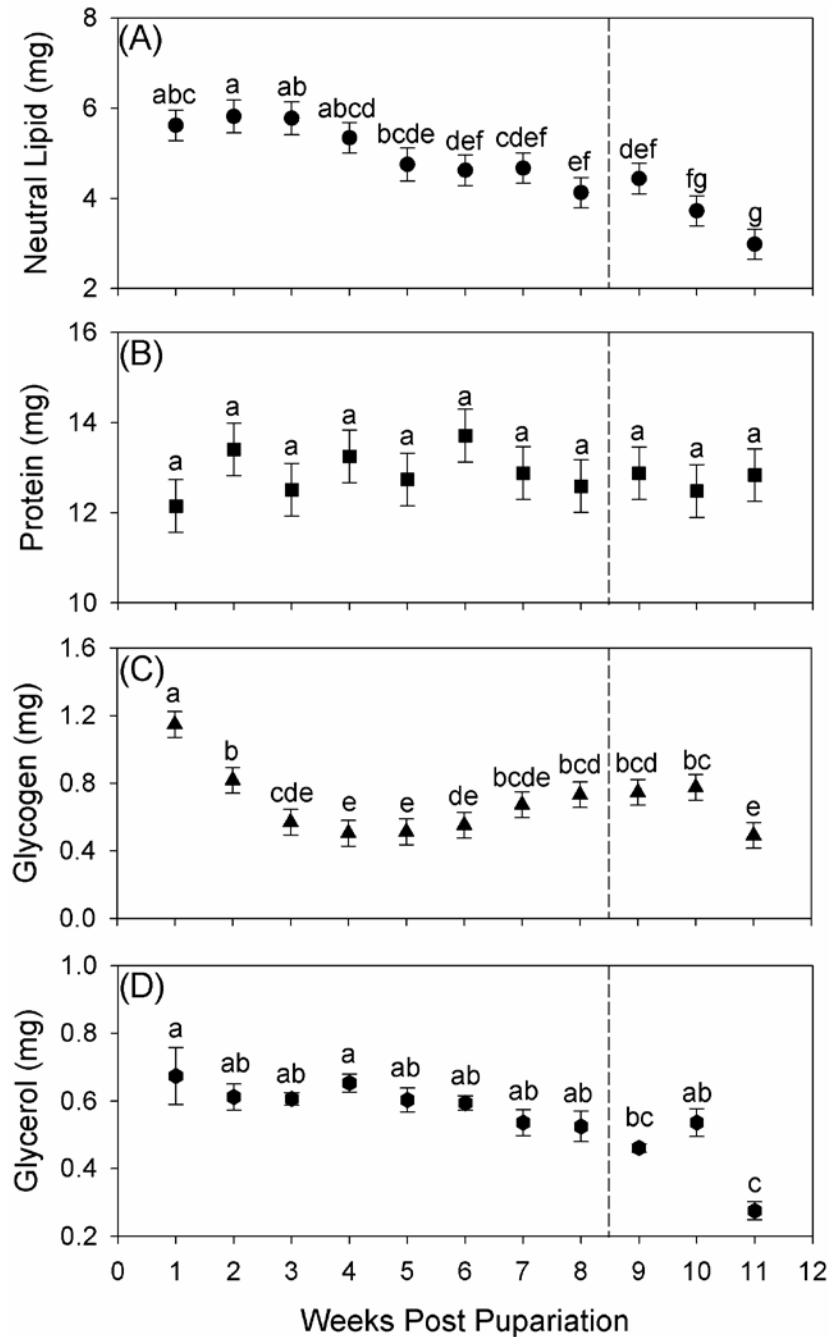 (A)
Neutral Lipid (mg)
8
6
4
2
abc a ab abcd bcde def cdef ef def fg g
(B)
Protein (mg)
16
14
12
10
a a a a a a a a a a a
(C)
Glycogen (mg)
1.6
1.2
0.8
0.4
0.0
a b cde e e de bcde bcd bcd bc e
(D)
Glycerol (mg)
1.0
0.8
0.6
0.4
0.2
a ab ab a ab ab ab ab bc ab c
0 1 2 3 4 5 6 7 8 9 10 11 12
Weeks Post Pupariation